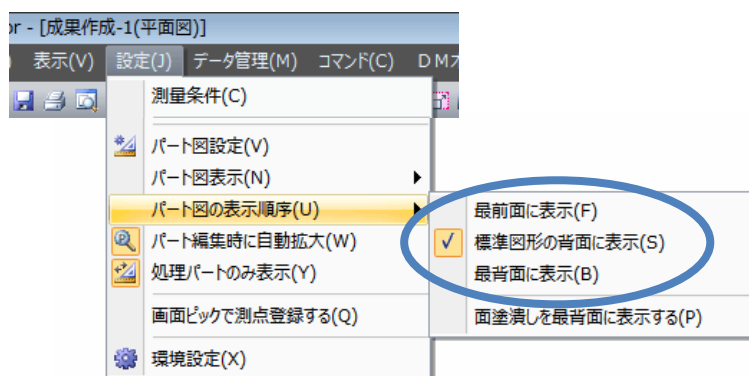 or - [成果作成-1(平面図)]
) 表示(V) 設定(J) データ管理(M) コマンド(C) DM
測量条件(C)
パート図設定(V)
パート図表示(N)
パート図の表示順序(U)
最前面に表示(F)
パート編集時に自動拡大(W)
標準図形の背面に表示(S)
処理パートのみ表示(Y)
最背面に表示(B)
画面ピックで測点登録する(Q)
面塗潰しを最背面に表示する(P)
環境設定(X)